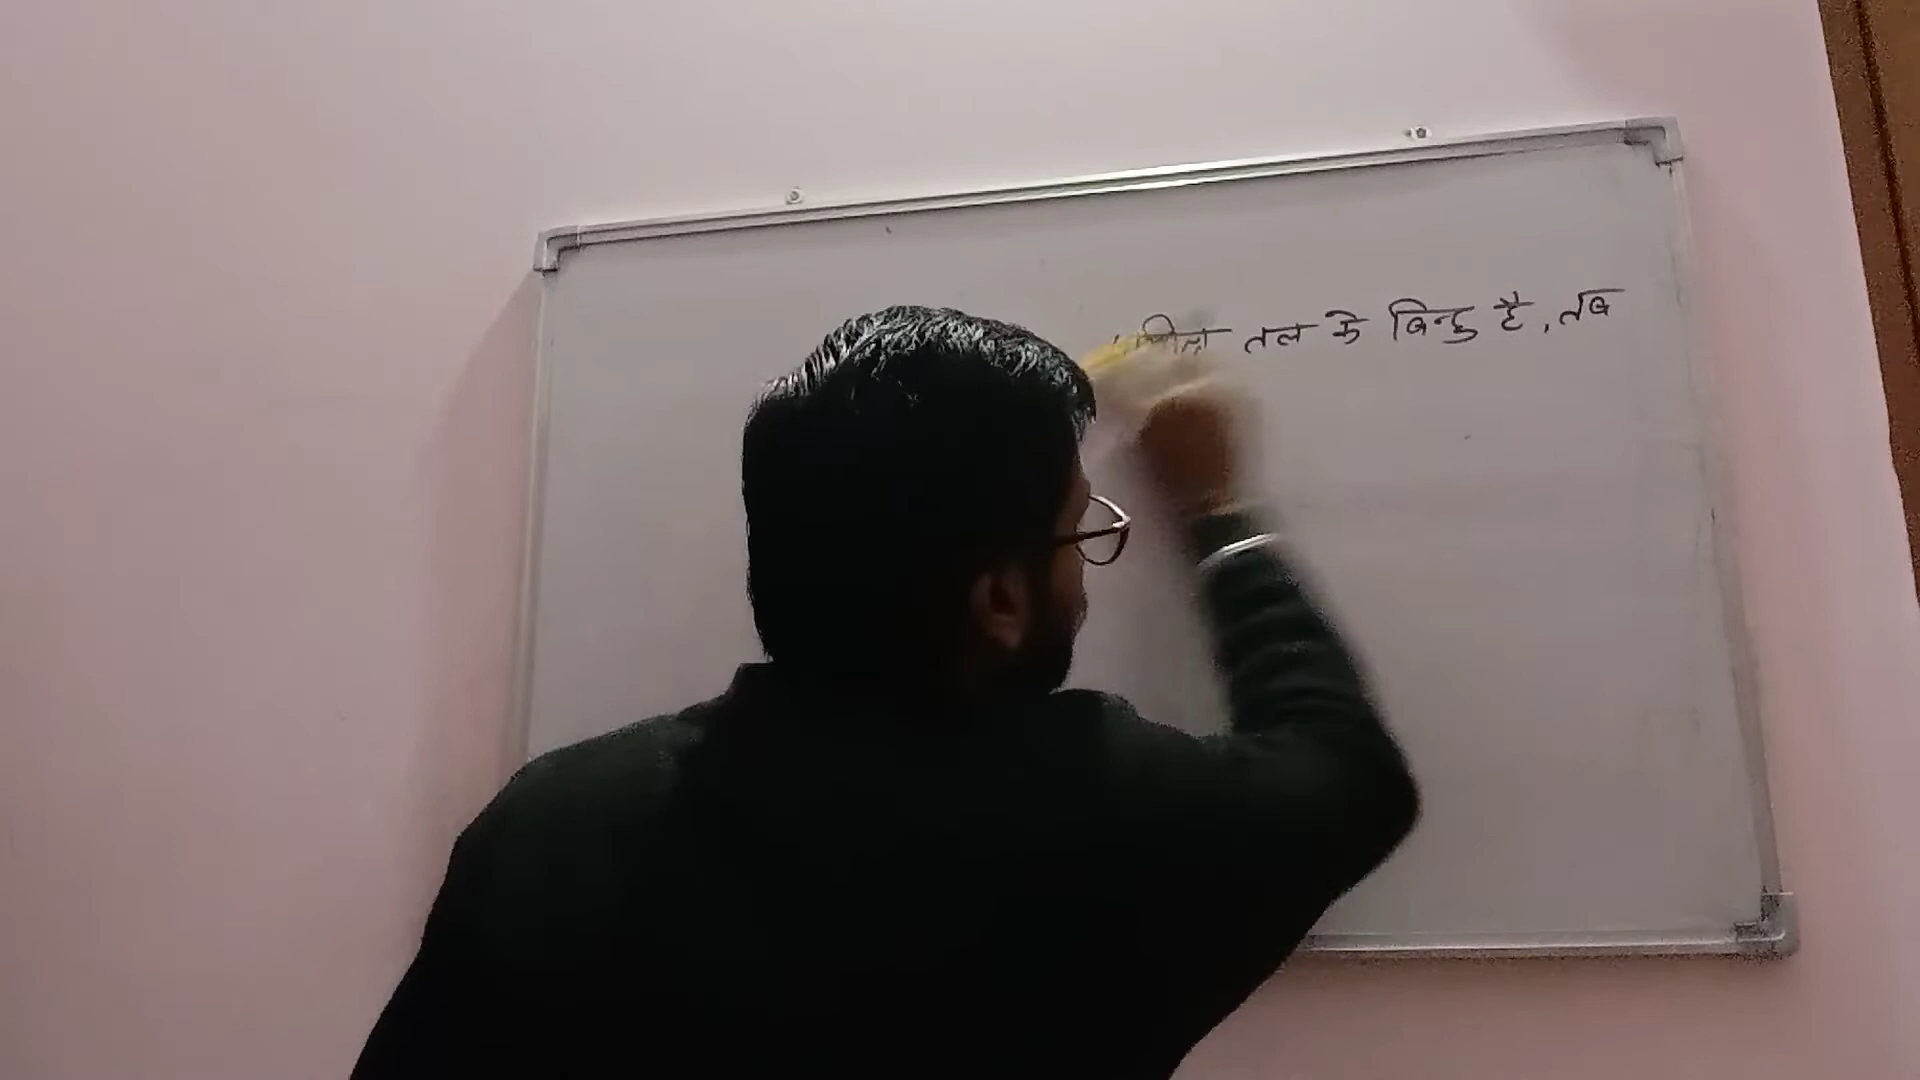 तल के बिन्दु है, तब